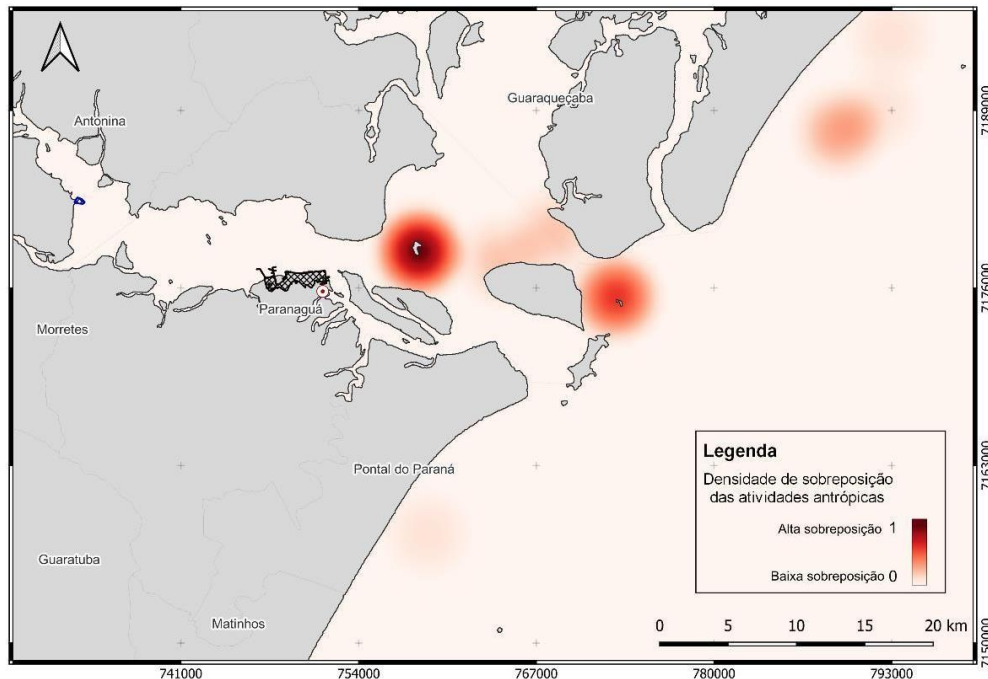 Guaraqueçaba
Antonina
7189000
Paranaguá
7176000
Morretes
Pontal do Paraná
7163000
Legenda
Densidade de sobreposição
das atividades antrópicas
Alta sobreposição 1
Baixa sobreposição 0
Guaratuba
Matinhos
0 5 10 15 20 km
7150000
741000 754000 767000 780000 793000